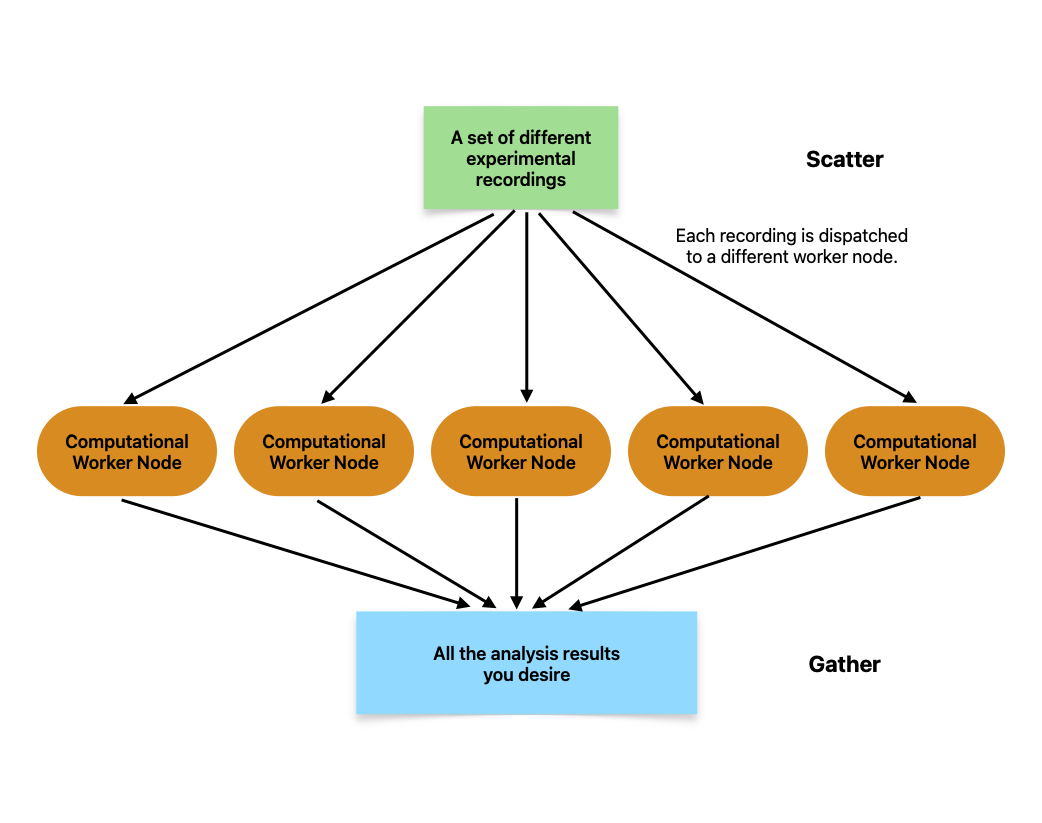 A set of different
experimental
recordings
Scatter
Each recording is dispatched
to a different worker node.
Computational
Worker Node
Computational
Worker Node
Computational
Worker Node
Computational
Worker Node
Computational
Worker Node
All the analysis results
you desire
Gather